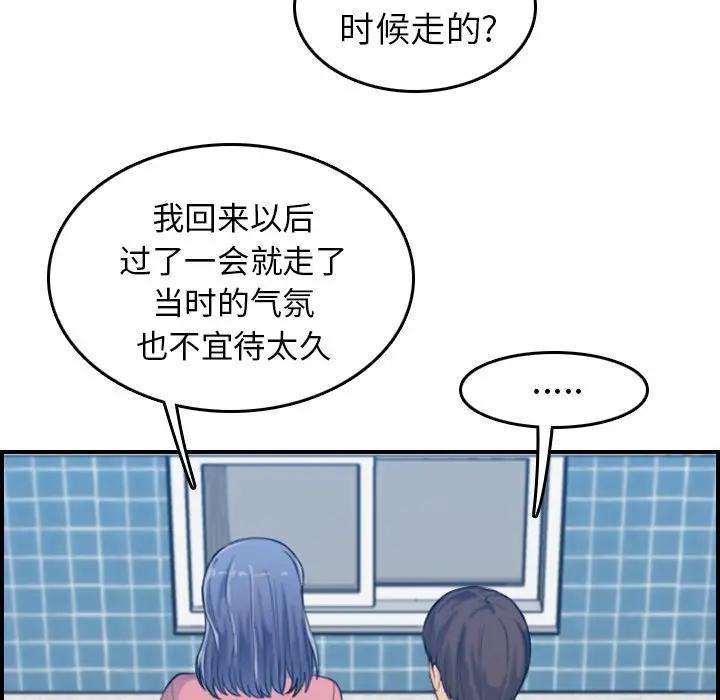 时候走的?
我回来以后
过了一会就走了
当时的气氛
也不宜待太久
.....